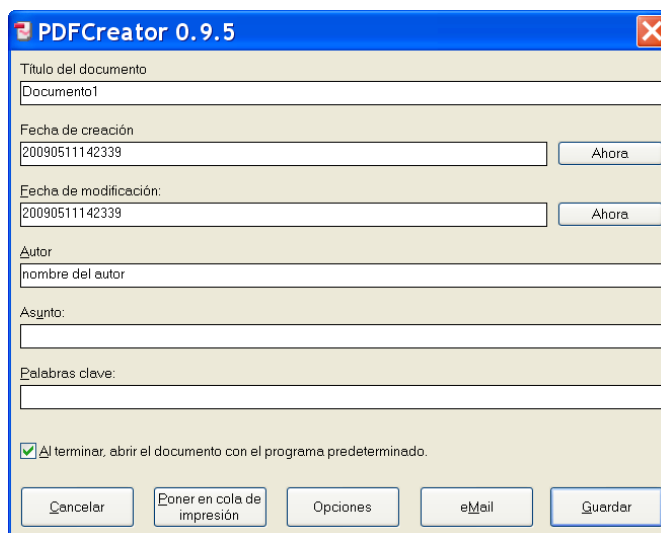 PDFCreator 0.9.5
Título del documento
Documento1
Fecha de creación
20090511142339
Ahora
Fecha de modificación:
20090511142339
Ahora
Autor
nombre del autor
Asunto:
Palabras clave:
Al terminar, abrir el documento con el programa predeterminado.
Cancelar
Poner en cola de
impresión
Opciones
eMail
Guardar